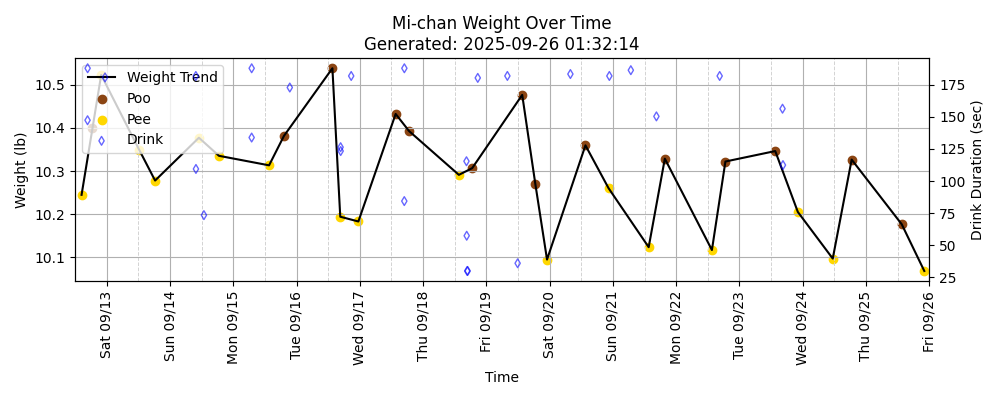 Mi-chan Weight Over Time
Generated: 2025-09-26 01:32:14
Weight (lb)
10.5
10.4
10.3
10.2
10.1
Weight Trend
Poo
Pee
Drink
175
150
125
100
75
50
25
Drink Duration (sec)
Sat 09/13
Sun 09/14
Mon 09/15
Tue 09/16
Wed 09/17
Thu 09/18
Fri 09/19
Sat 09/20
Sun 09/21
Mon 09/22
Tue 09/23
Wed 09/24
Thu 09/25
Fri 09/26
Time